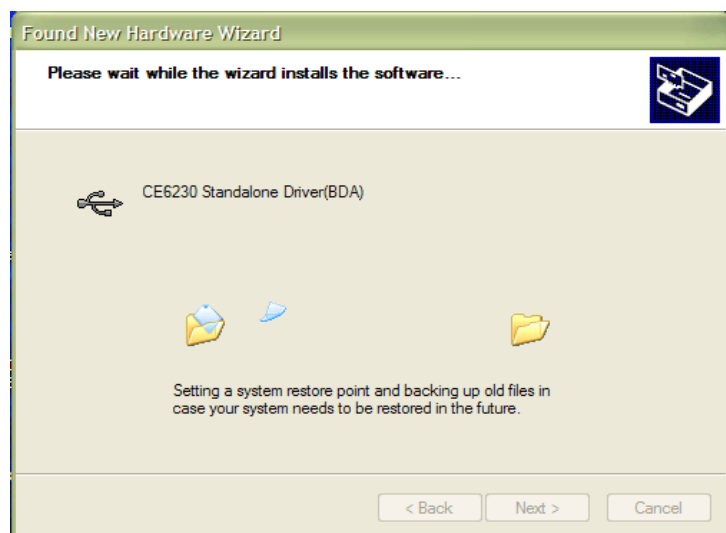 Found New Hardware Wizard
Please wait while the wizard installs the software...
CE6230 Standalone Driver(BDA)
Setting a system restore point and backing up old files in
case your system needs to be restored in the future.
< Back
Next >
Cancel